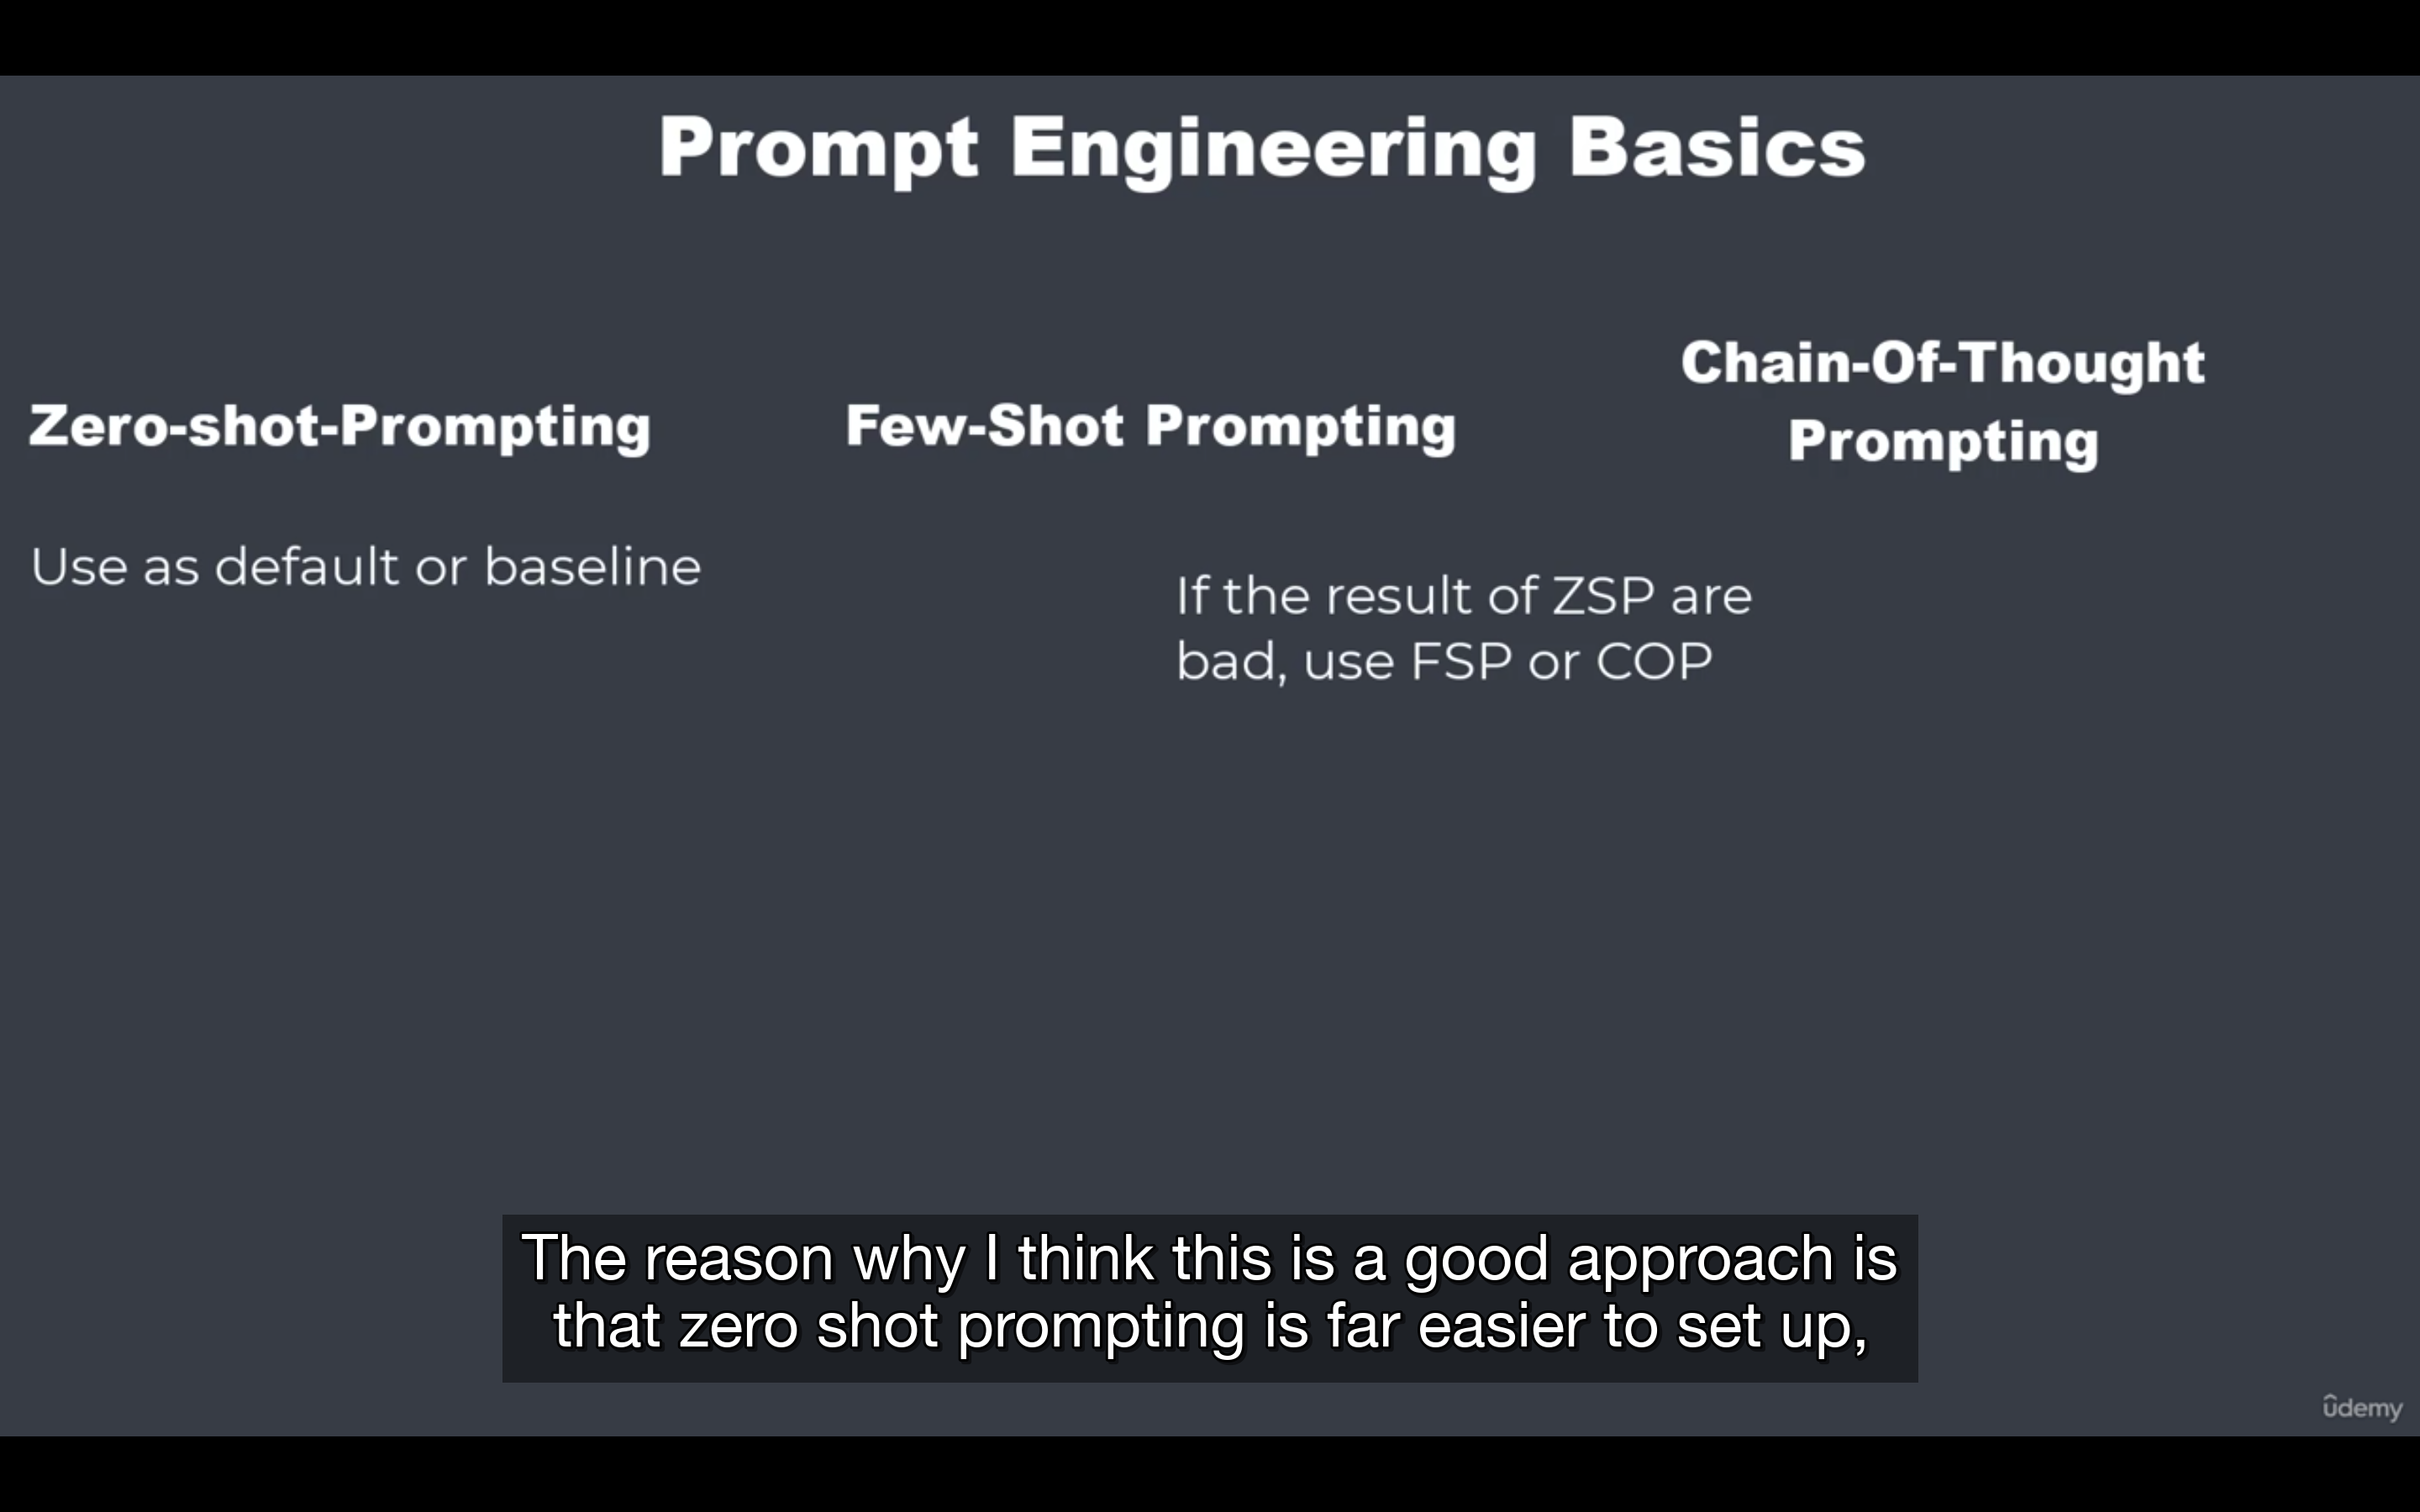 Prompt Engineering Basics
Zero-shot-Prompting
Use as default or baseline
Few-Shot Prompting
Chain-Of-Thought
Prompting
If the result of ZSP are
bad, use FSP or COP
The reason why I think this is a good approach is
that zero shot prompting is far easier to set up,
ûdemy